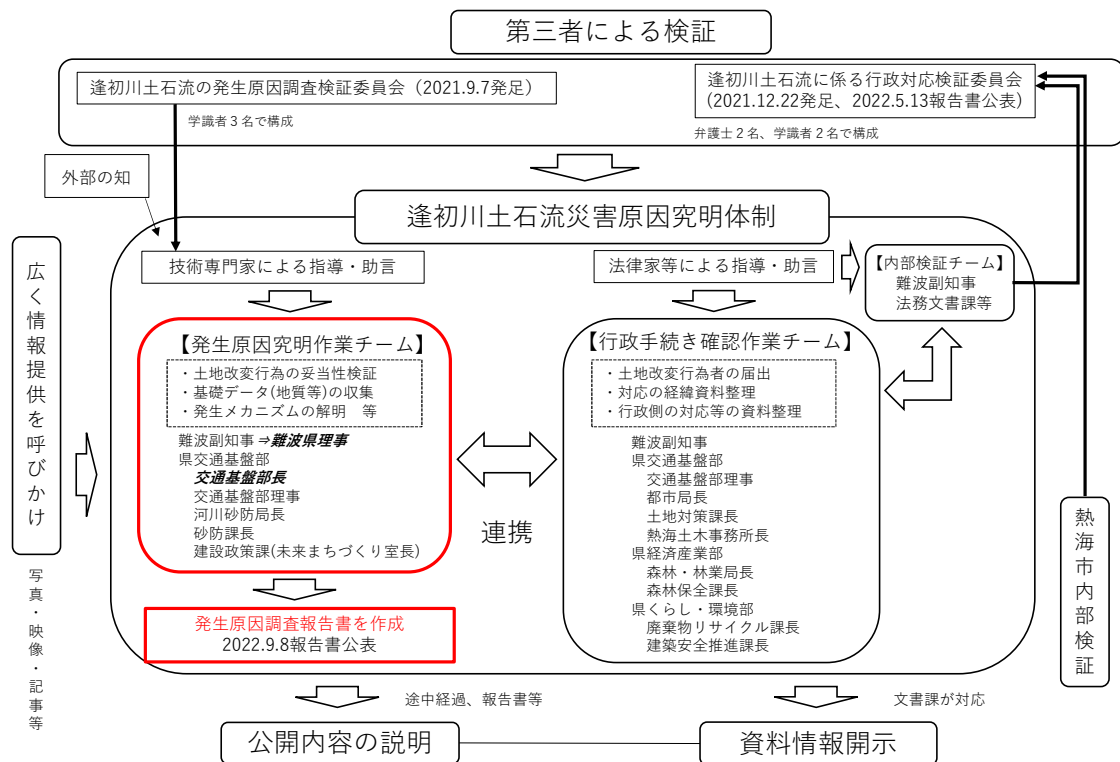 第三者による検証
逢初川土石流の発生原因調査検証委員会（2021.9.7発足）
学識者３名で構成
逢初川土石流に係る行政対応検証委員会
(2021.12.22発足、2022.5.13報告書公表)
弁護士２名、学識者２名で構成
外部の知
逢初川土石流災害原因究明体制
広く情報提供を呼びかけ
写真・映像・記事等
技術専門家による指導・助言
【発生原因究明作業チーム】
・土地改変行為の妥当性検証
・基礎データ(地質等)の収集
・発生メカニズムの解明　等
難波副知事⇒難波県理事
県交通基盤部
交通基盤部長
交通基盤部理事
河川砂防局長
砂防課長
建設政策課(未来まちづくり室長)
発生原因調査報告書を作成
2022.9.8報告書公表
連携
法律家等による指導・助言
【行政手続き確認作業チーム】
・土地改変行為者の届出
・対応の経緯資料整理
・行政側の対応等の資料整理
難波副知事
県交通基盤部
交通基盤部理事
都市局長
土地対策課長
熱海土木事務所長
県経済産業部
森林・林業局長
森林保全課長
県くらし・環境部
廃棄物リサイクル課長
建築安全推進課長
【内部検証チーム】
難波副知事
法務文書課等
熱海市内部検証
途中経過、報告書等
公開内容の説明
文書課が対応
資料情報開示